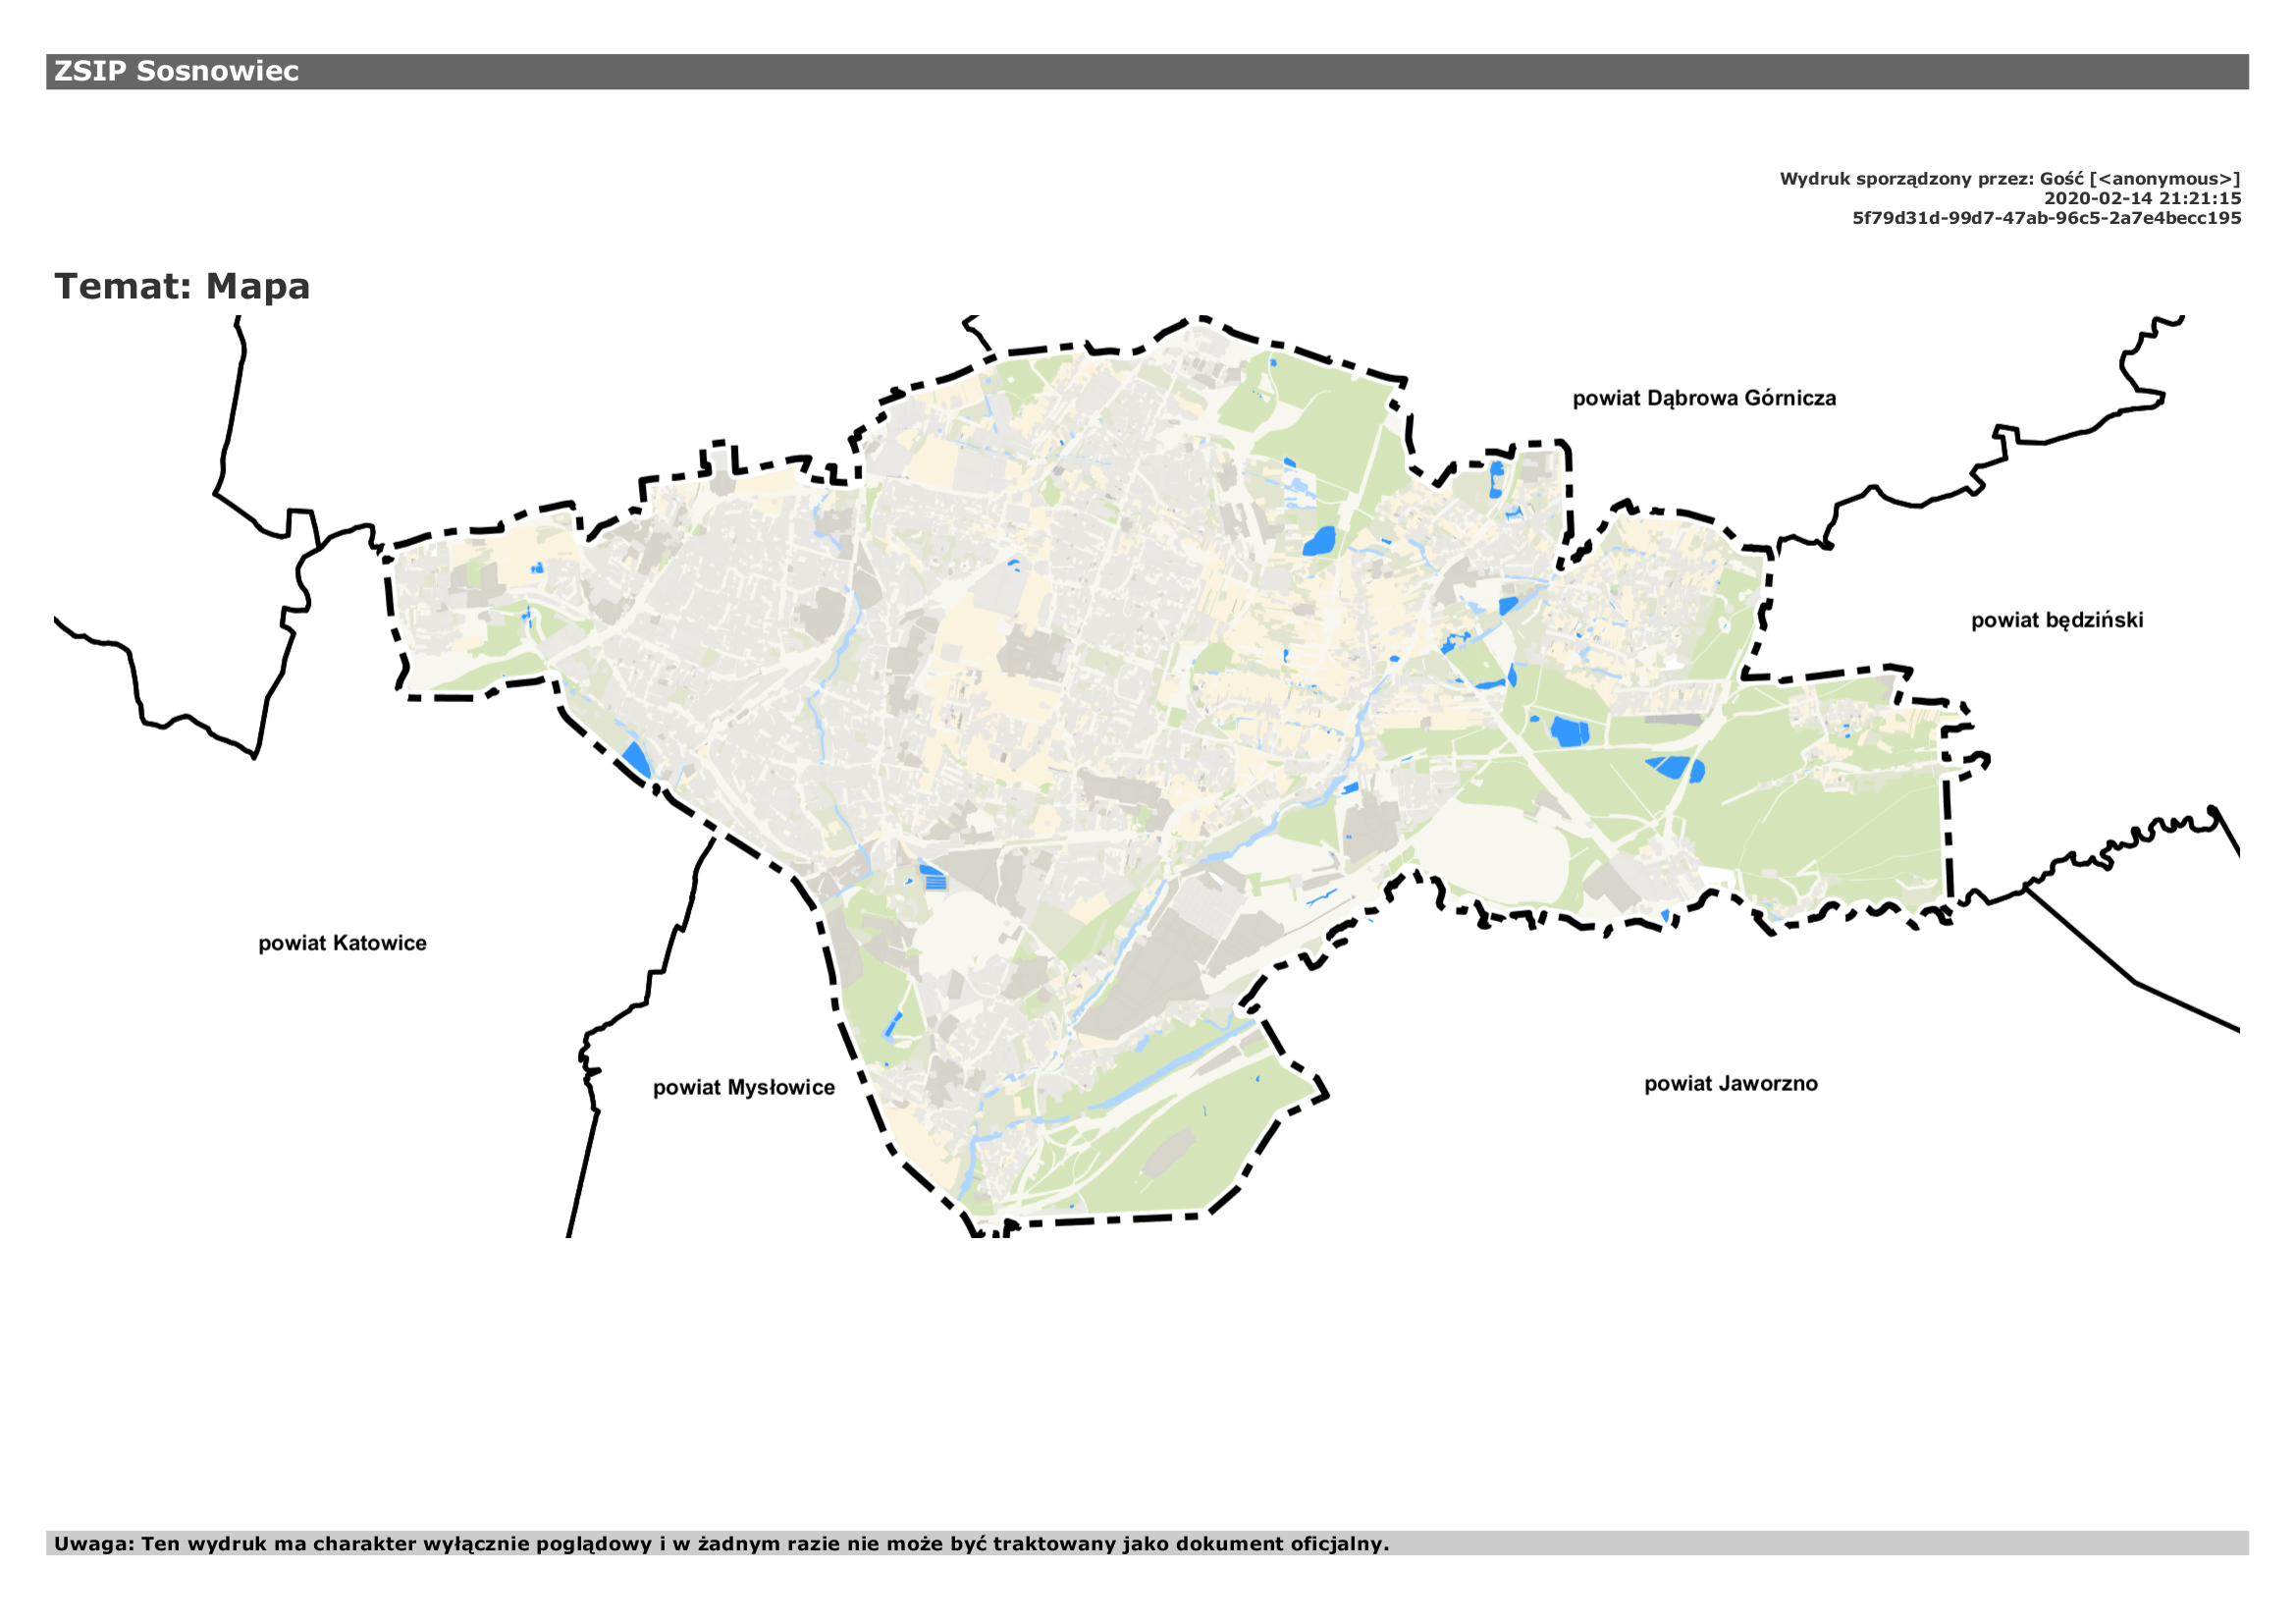 ZSIP Sosnowiec
Wydruk sporządzony przez: Gość [<anonymous>]
2020-02-14 21:21:15
5f79d31d-99d7-47ab-96c5-2a7e4becc195
Temat: Mapa
powiat Dąbrowa Górnicza
powiat będziński
powiat Katowice
powiat Mysłowice
powiat Jaworzno
Uwaga: Ten wydruk ma charakter wyłącznie poglądowy i w żadnym razie nie może być traktowany jako dokument oficjalny.